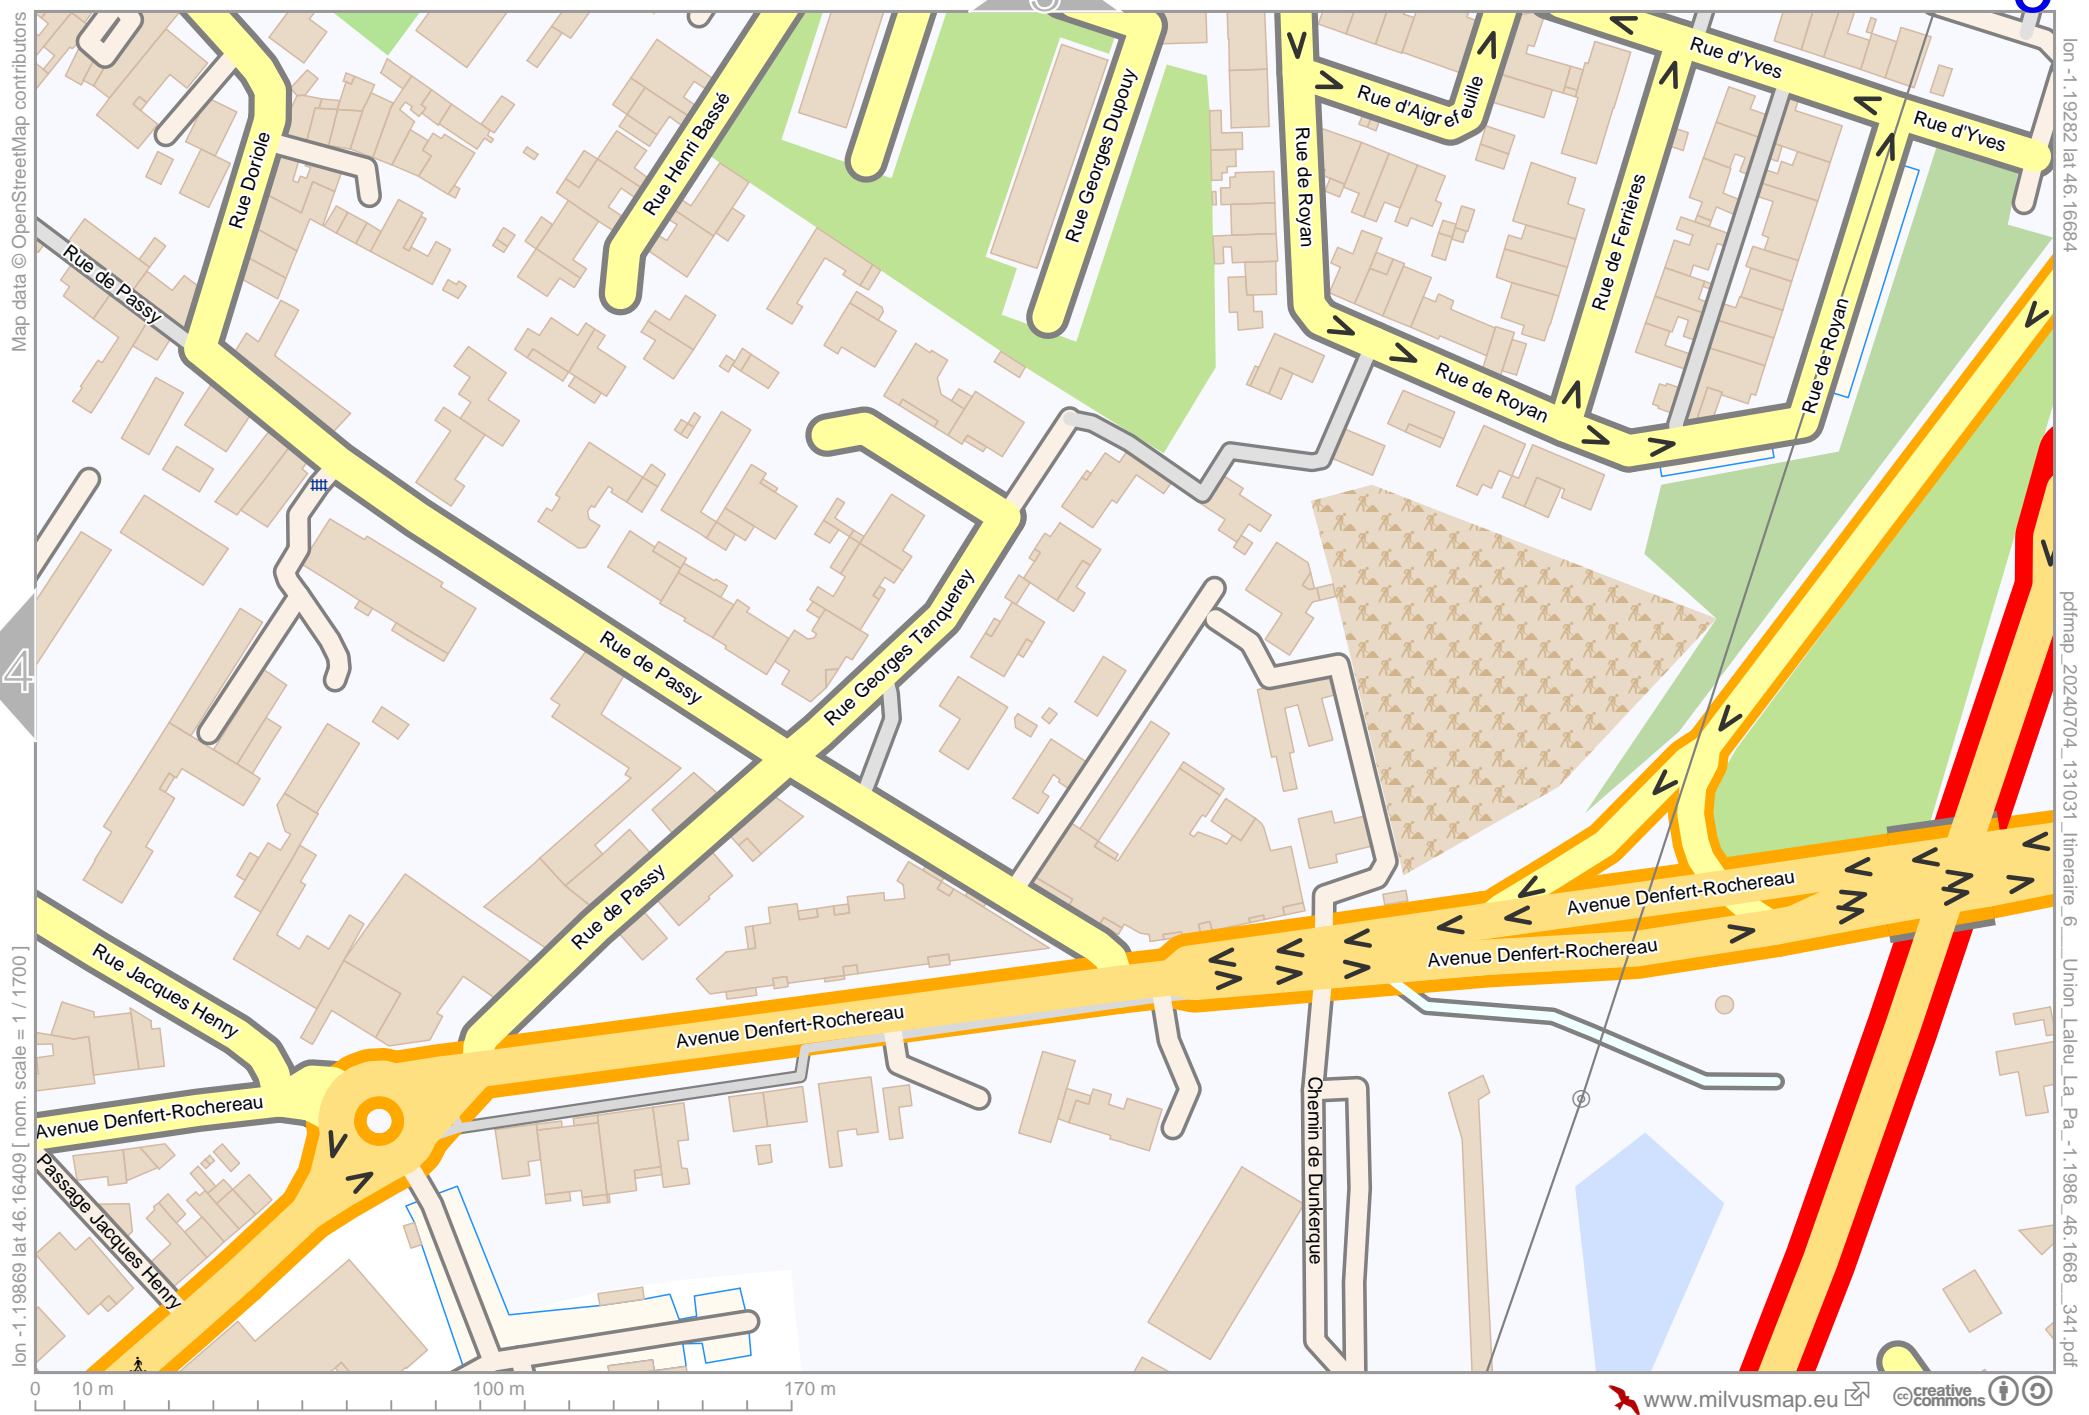 3
Map data © OpenStreetMap contributors
lon -1.19282 lat 46.16684
Rue d'Yves
Rue d'Yves
Rue d'Aigrefeuille
Rue Henri Bassé
Rue Georges Dupouy
Rue Doriole
Rue de Royan
Rue de Ferrières
Rue de Passy
Rue de Royan
Rue de Royan
Rue de Passy
Rue Georges Tanquerey
4
pdfmap_20240704_131031_Itineraire_6___Union_Laleu_La_Pa_-1.1986_46.1668__341.pdf
Rue de Passy
Avenue Denfert-Rochereau
Avenue Denfert-Rochereau
Rue Jacques Henry
Avenue Denfert-Rochereau
Avenue Denfert-Rochereau
Chemin de Dunkerque
Passage Jacques Henry
lon -1.19869 lat 46.16409 [ nom. scale = 1 / 1700 ]
0 10 m 100 m 170 m
www.milvusmap.eu
cc creative commons